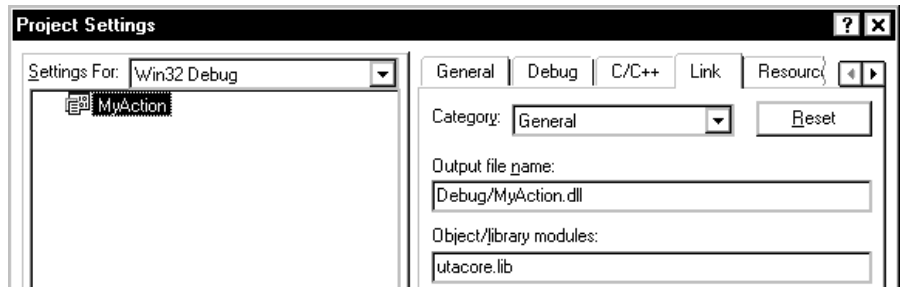 Project Settings
Settings For: Win32 Debug
MyAction
General Debug C/C++ Link Resourc
Category: General Reset
Output file name:
Debug/MyAction.dll
Object/library modules:
utacore.lib